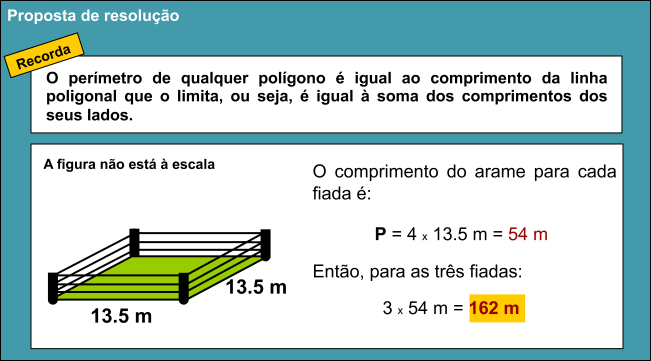 Proposta de resolução
Recorda
O perímetro de qualquer polígono é igual ao comprimento da linha
poligonal que o limita, ou seja, é igual à soma dos comprimentos dos
seus lados.
A figura não está à escala
13.5 m
13.5 m
O comprimento do arame para cada
fiada é:
P = 4 x 13.5 m = 54 m
Então, para as três fiadas:
3 x 54 m = 162 m